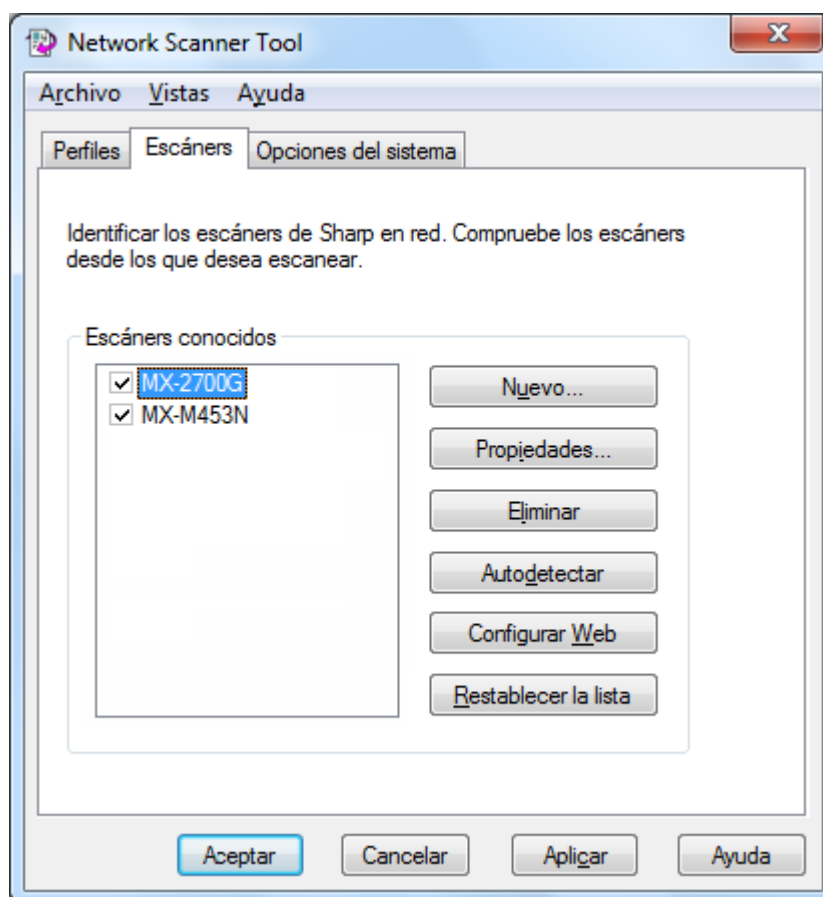 Network Scanner Tool
Archivo Vistas Ayuda
Perfiles Escáners Opciones del sistema
Identificar los escáners de Sharp en red. Compruebe los escáners
desde los que desea escanear.
Escáners conocidos
MX-2700G
MX-M453N
Nuevo...
Propiedades...
Eliminar
Autodetectar
Configurar Web
Restablecer la lista
Aceptar Cancelar Aplicar Ayuda